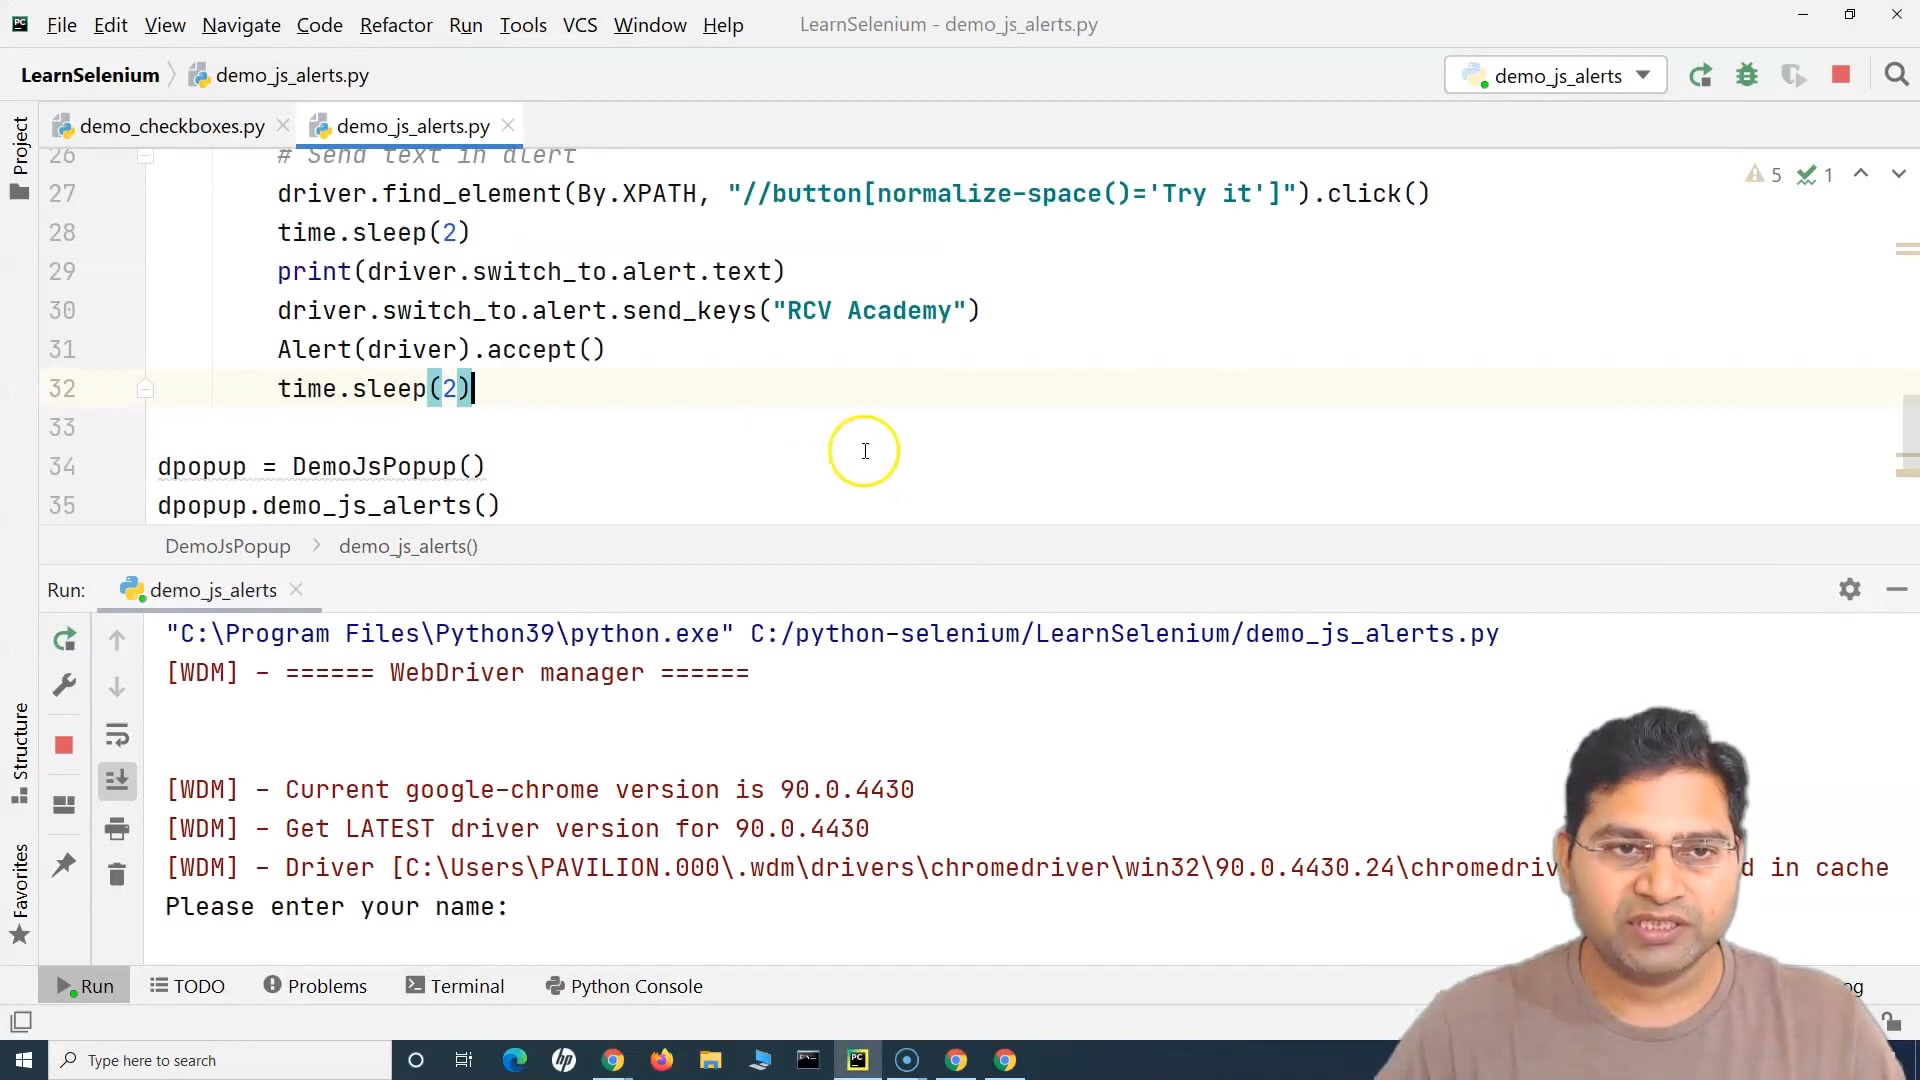 File Edit View Navigate Code Refactor Run Tools VCS Window Help LearnSelenium - demo_js_alerts.py
LearnSelenium demo_js_alerts.py demo_js_alerts
demo_checkboxes.py demo_js_alerts.py
Project
26 # Send text in alert
27 driver.find_element(By.XPATH, "//button[normalize-space()='Try it']").click()
5 1
28 time.sleep(2)
29 print(driver.switch_to.alert.text)
30 driver.switch_to.alert.send_keys("RCV Academy")
31 Alert(driver).accept()
32 time.sleep(2)
33
34 dpopup = DemoJsPopup()
35 dpopup.demo_js_alerts()
DemoJsPopup demo_js_alerts()
Run: demo_js_alerts
"C:\Program Files\Python39\python.exe" C:/python-selenium/LearnSelenium/demo_js_alerts.py
[WDM] - ====== WebDriver manager ======
[WDM] - Current google-chrome version is 90.0.4430
[WDM] - Get LATEST driver version for 90.0.4430
[WDM] - Driver [C:\Users\PAVILION.000\.wdm\drivers\chromedriver\win32\90.0.4430.24\chromedriv d in cache
Please enter your name:
Structure
Favorites
Run TODO Problems Terminal Python Console og
Type here to search